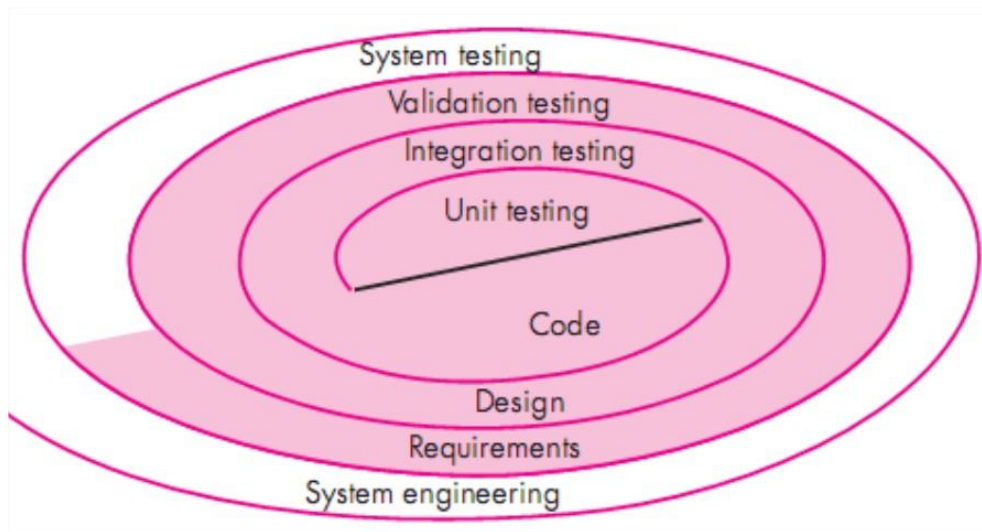 System testing
Validation testing
Integration testing
Unit testing
Code
Design
Requirements
System engineering